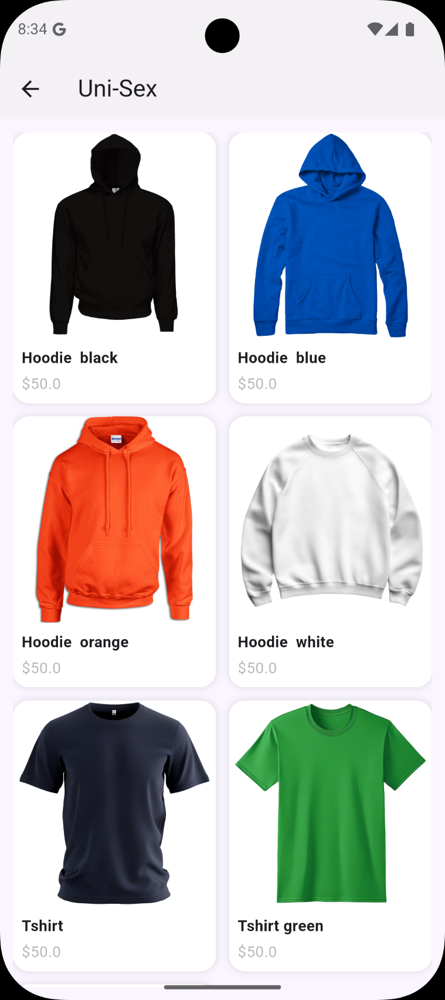 8:34
Uni-Sex
Hoodie  black
$50.0
Hoodie  blue
$50.0
Hoodie  orange
$50.0
Hoodie  white
$50.0
Tshirt
$50.0
Tshirt green
$50.0